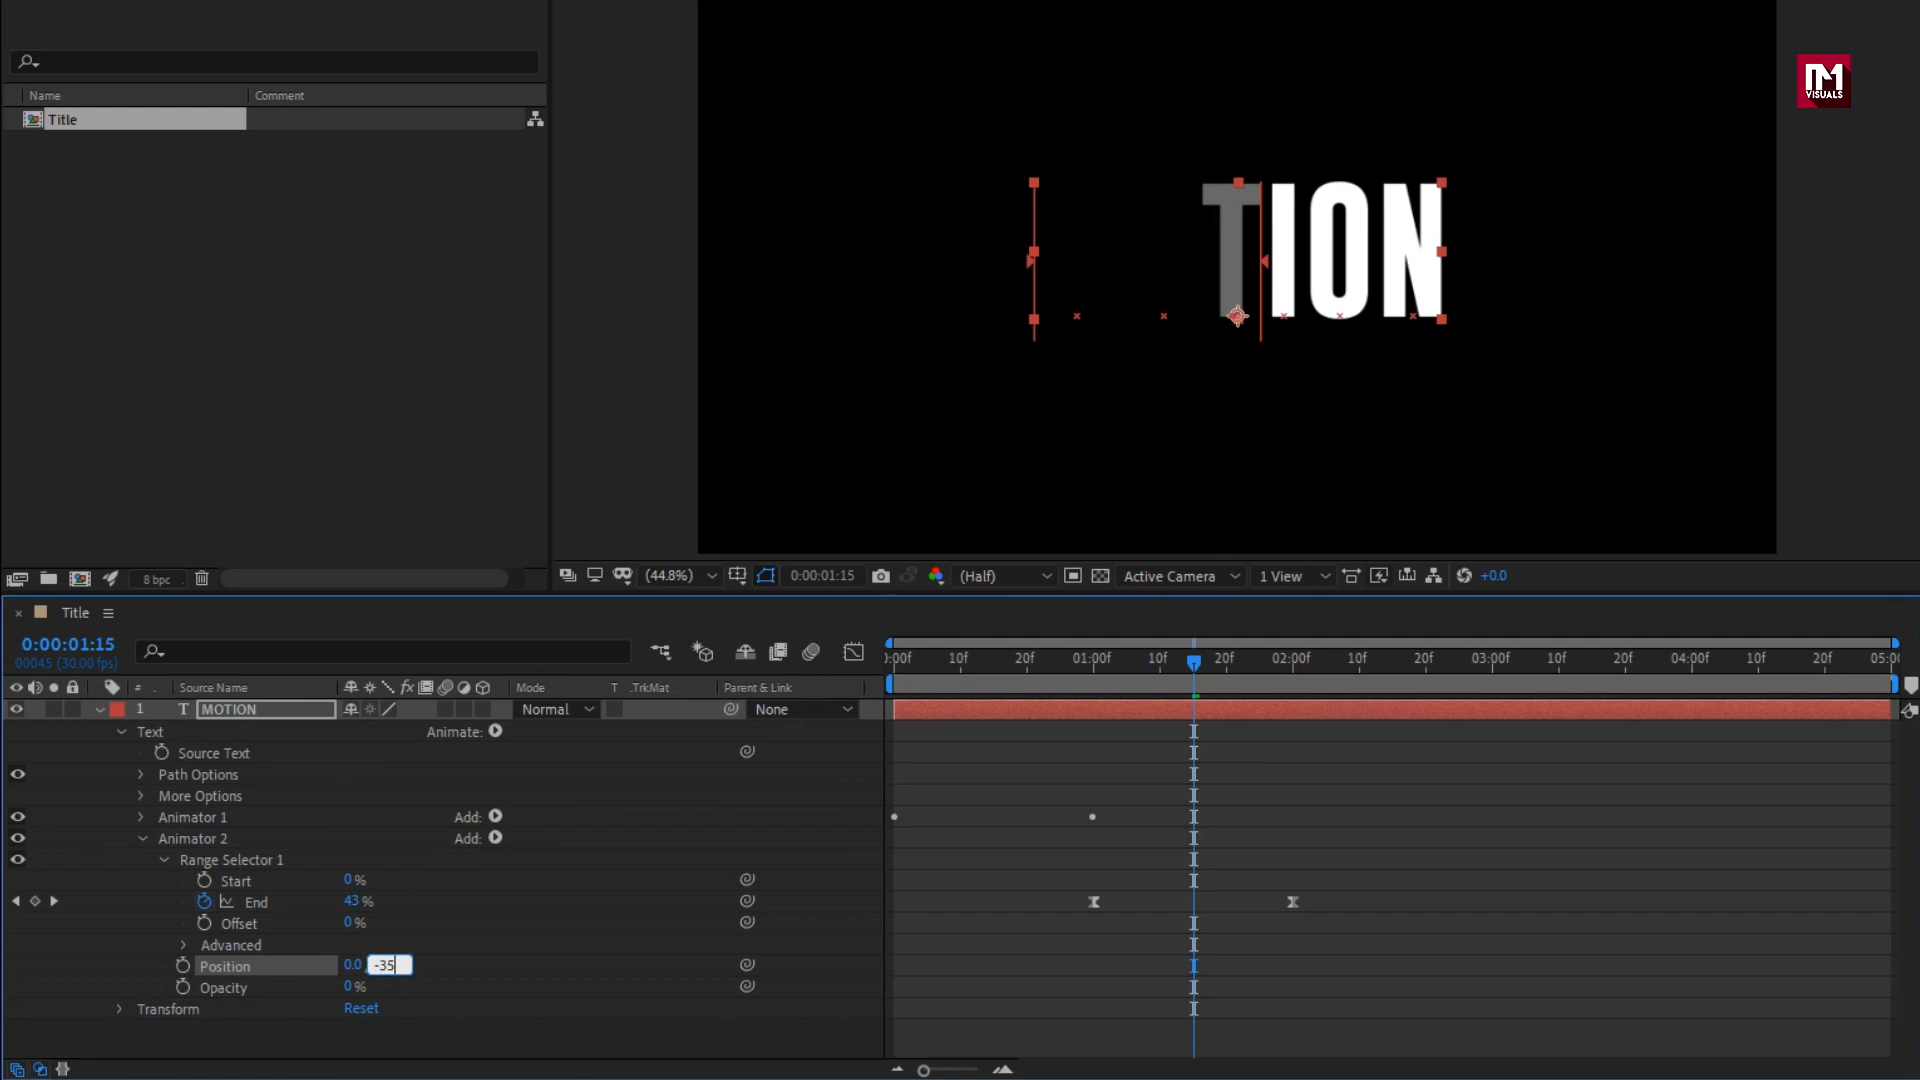 M
VISUALS
Name Comment
Title
TION
8 bpc
(44.8%) 0:00:01:15 (Half) Active Camera 1 View +0.0
Title
0:00:01:15
00045 (30.00 fps)
:00f 10f 20f 01:00f 10f 20f 02:00f 10f 20f 03:00f 10f 20f 04:00f 10f 20f 05:00
# Source Name fx Mode T .TrkMat Parent & Link
1 T MOTION Normal None
Text Animate:
Source Text
Path Options
More Options
Animator 1 Add:
Animator 2 Add:
Range Selector 1
Start 0 %
End 43 %
Offset 0 %
Advanced
Position 0.0 -35
Opacity 0 %
Transform Reset